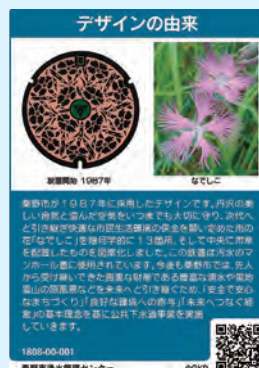 デザインの由来
設置開始 1987年
なでしこ
秦野市が1987年に採用したデザインです。丹沢の美
しい自然と澄んだ空気をいつまでも大切に守り、次代へ
と引き継ぎ快適な市民生活環境の保全を願い定めた市の
花「なでしこ」を幾何学的に13箇所、そして中央に市章
を配置したものを図案化しました。この鉄蓋は汚水のマ
ンホール蓋に使用されています。今後も秦野市では、先人
から受け継いできた貴重な財産である豊富な湧水や盆地
里山の原風景などを未来へと引き継ぐため、「安全で安心
なまちづくり」「良好な環境への寄与」「未来へつなぐ経
営」の基本理念を基に公共下水道事業を実施
しています。
1808-00-001